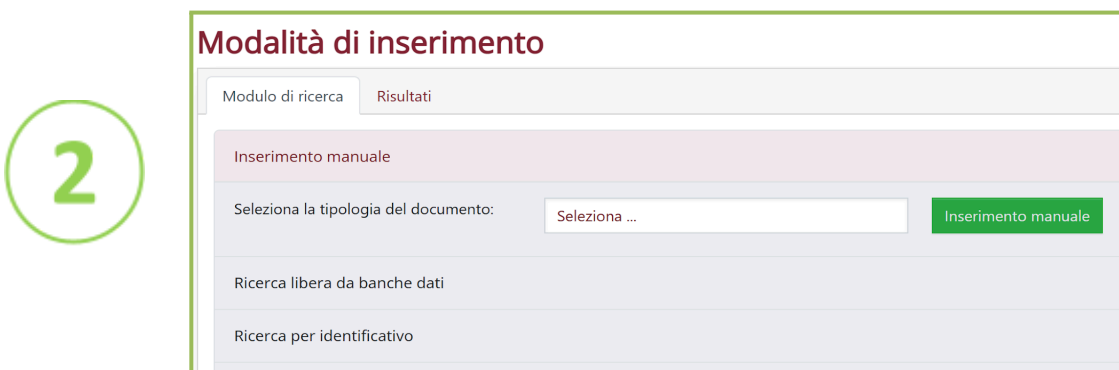 Modalità di inserimento
Modulo di ricerca Risultati
2
Inserimento manuale
Seleziona la tipologia del documento: Seleziona ... Inserimento manuale
Ricerca libera da banche dati
Ricerca per identificativo